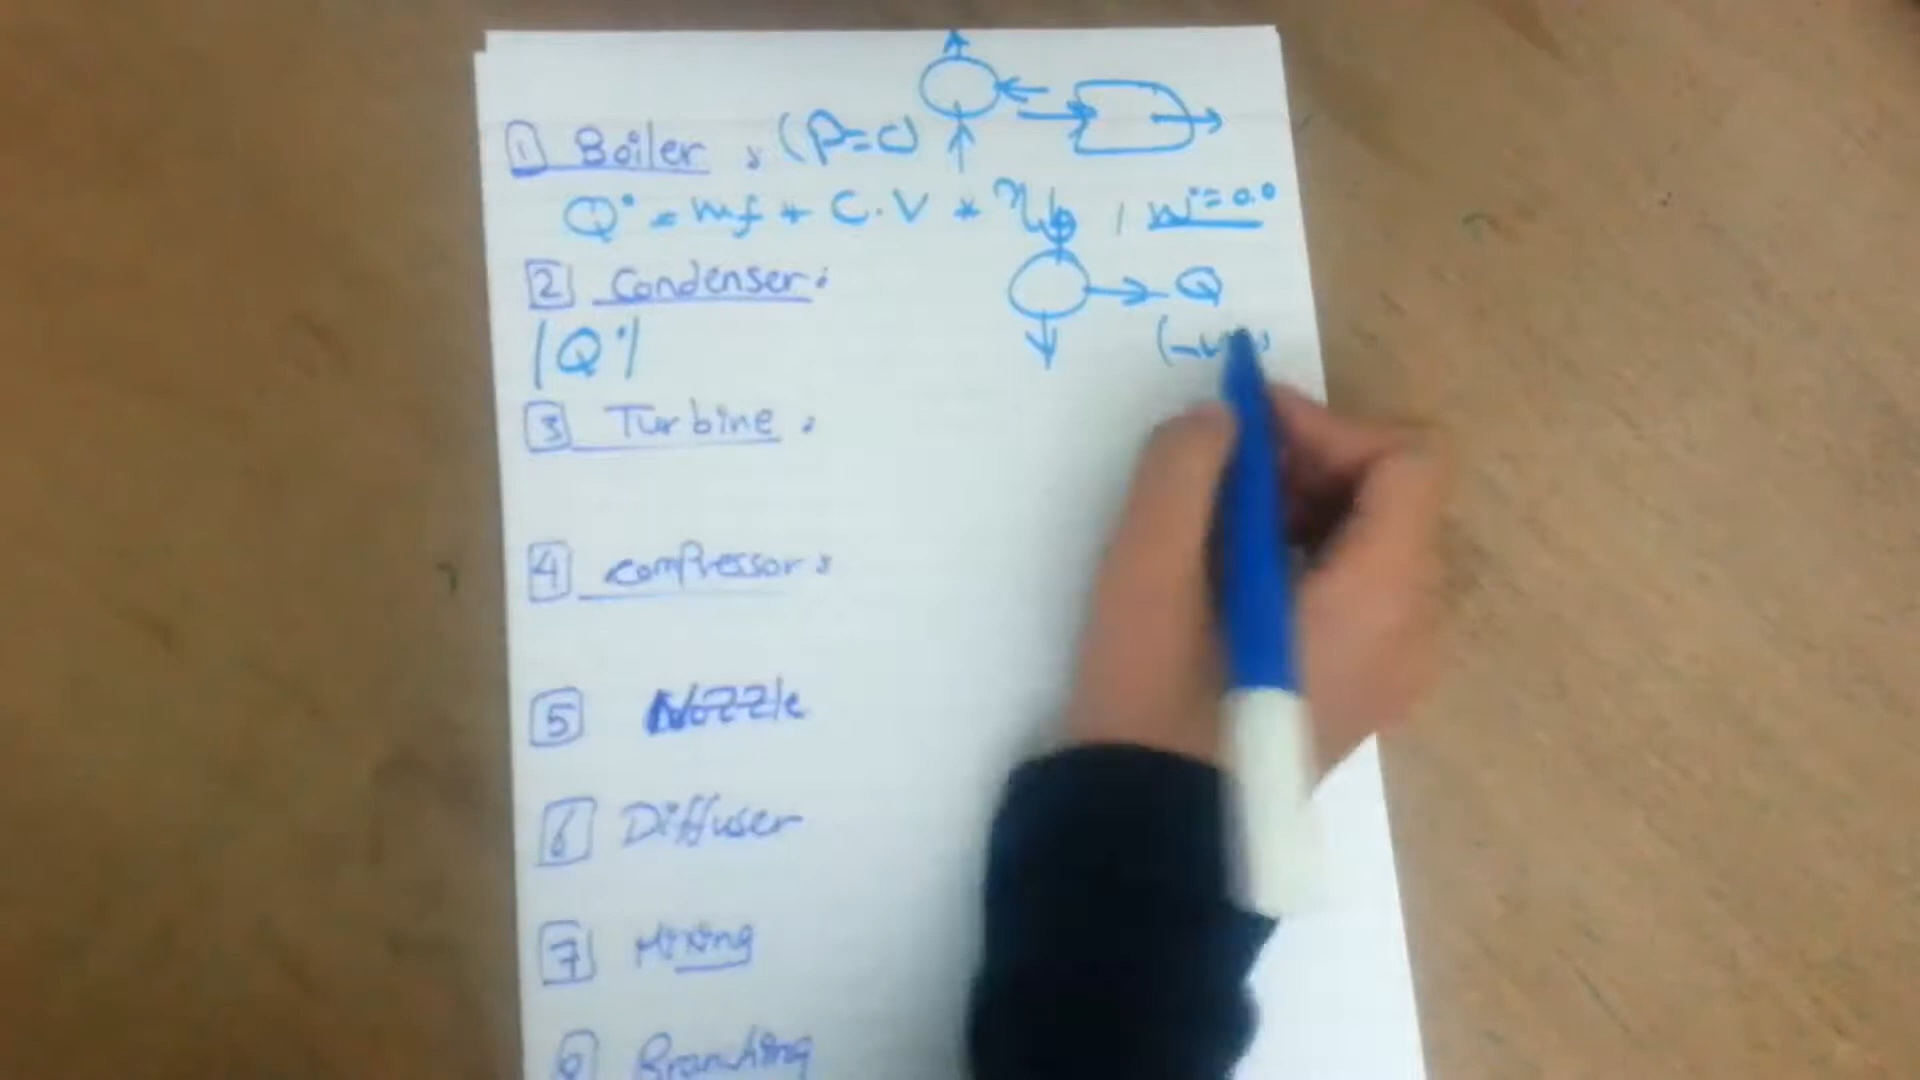 1 Boiler : (P=c)
Q° = mf * C.V * ηb / W°=0.0
2 Condenser:
Q
|Q°|
3 Turbine :
4 compressor:
5 Nozzle
6 Diffuser
7 Mixing
8 Branching